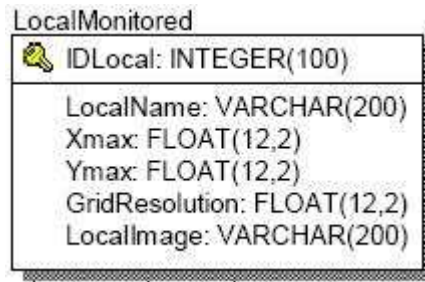 LocalMonitored
IDLocal: INTEGER(100)
LocalName: VARCHAR(200)
Xmax: FLOAT(12,2)
Ymax: FLOAT(12,2)
GridResolution: FLOAT(12,2)
LocalImage: VARCHAR(200)